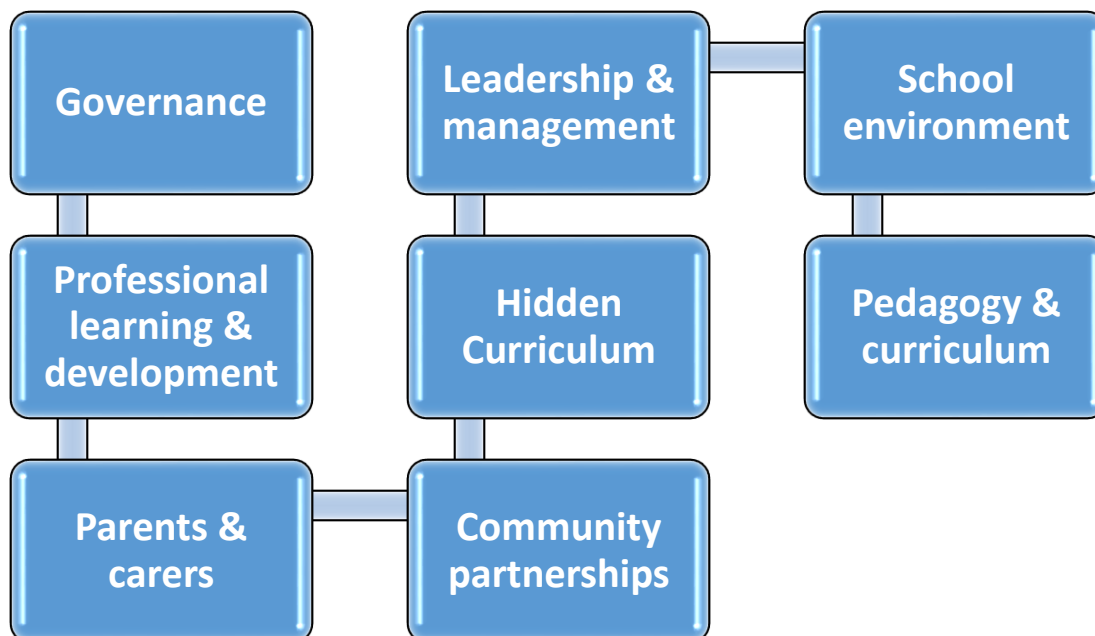 Governance
Professional
learning &
development
Parents &
carers
Community
partnerships
Hidden
Curriculum
Leadership &
management
School
environment
Pedagogy &
curriculum